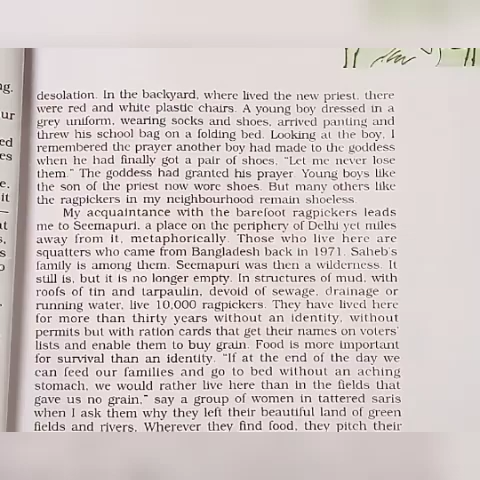 desolation. In the backyard, where lived the new priest, there
were red and white plastic chairs. A young boy dressed in a
grey uniform, wearing socks and shoes, arrived panting and
threw his school bag on a folding bed. Looking at the boy, I
remembered the prayer another boy had made to the goddess
when he had finally got a pair of shoes, “Let me never lose
them.” The goddess had granted his prayer. Young boys like
the son of the priest now wore shoes. But many others like
the ragpickers in my neighbourhood remain shoeless.
My acquaintance with the barefoot ragpickers leads
me to Seemapuri, a place on the periphery of Delhi yet miles
away from it, metaphorically. Those who live here are
squatters who came from Bangladesh back in 1971. Saheb's
family is among them. Seemapuri was then a wilderness. It
still is, but it is no longer empty. In structures of mud, with
roofs of tin and tarpaulin, devoid of sewage, drainage or
running water, live 10,000 ragpickers. They have lived here
for more than thirty years without an identity, without
permits but with ration cards that get their names on voters'
lists and enable them to buy grain. Food is more important
for survival than an identity. “If at the end of the day we
can feed our families and go to bed without an aching
stomach, we would rather live here than in the fields that
gave us no grain,” say a group of women in tattered saris
when I ask them why they left their beautiful land of green
fields and rivers. Wherever they find food, they pitch their